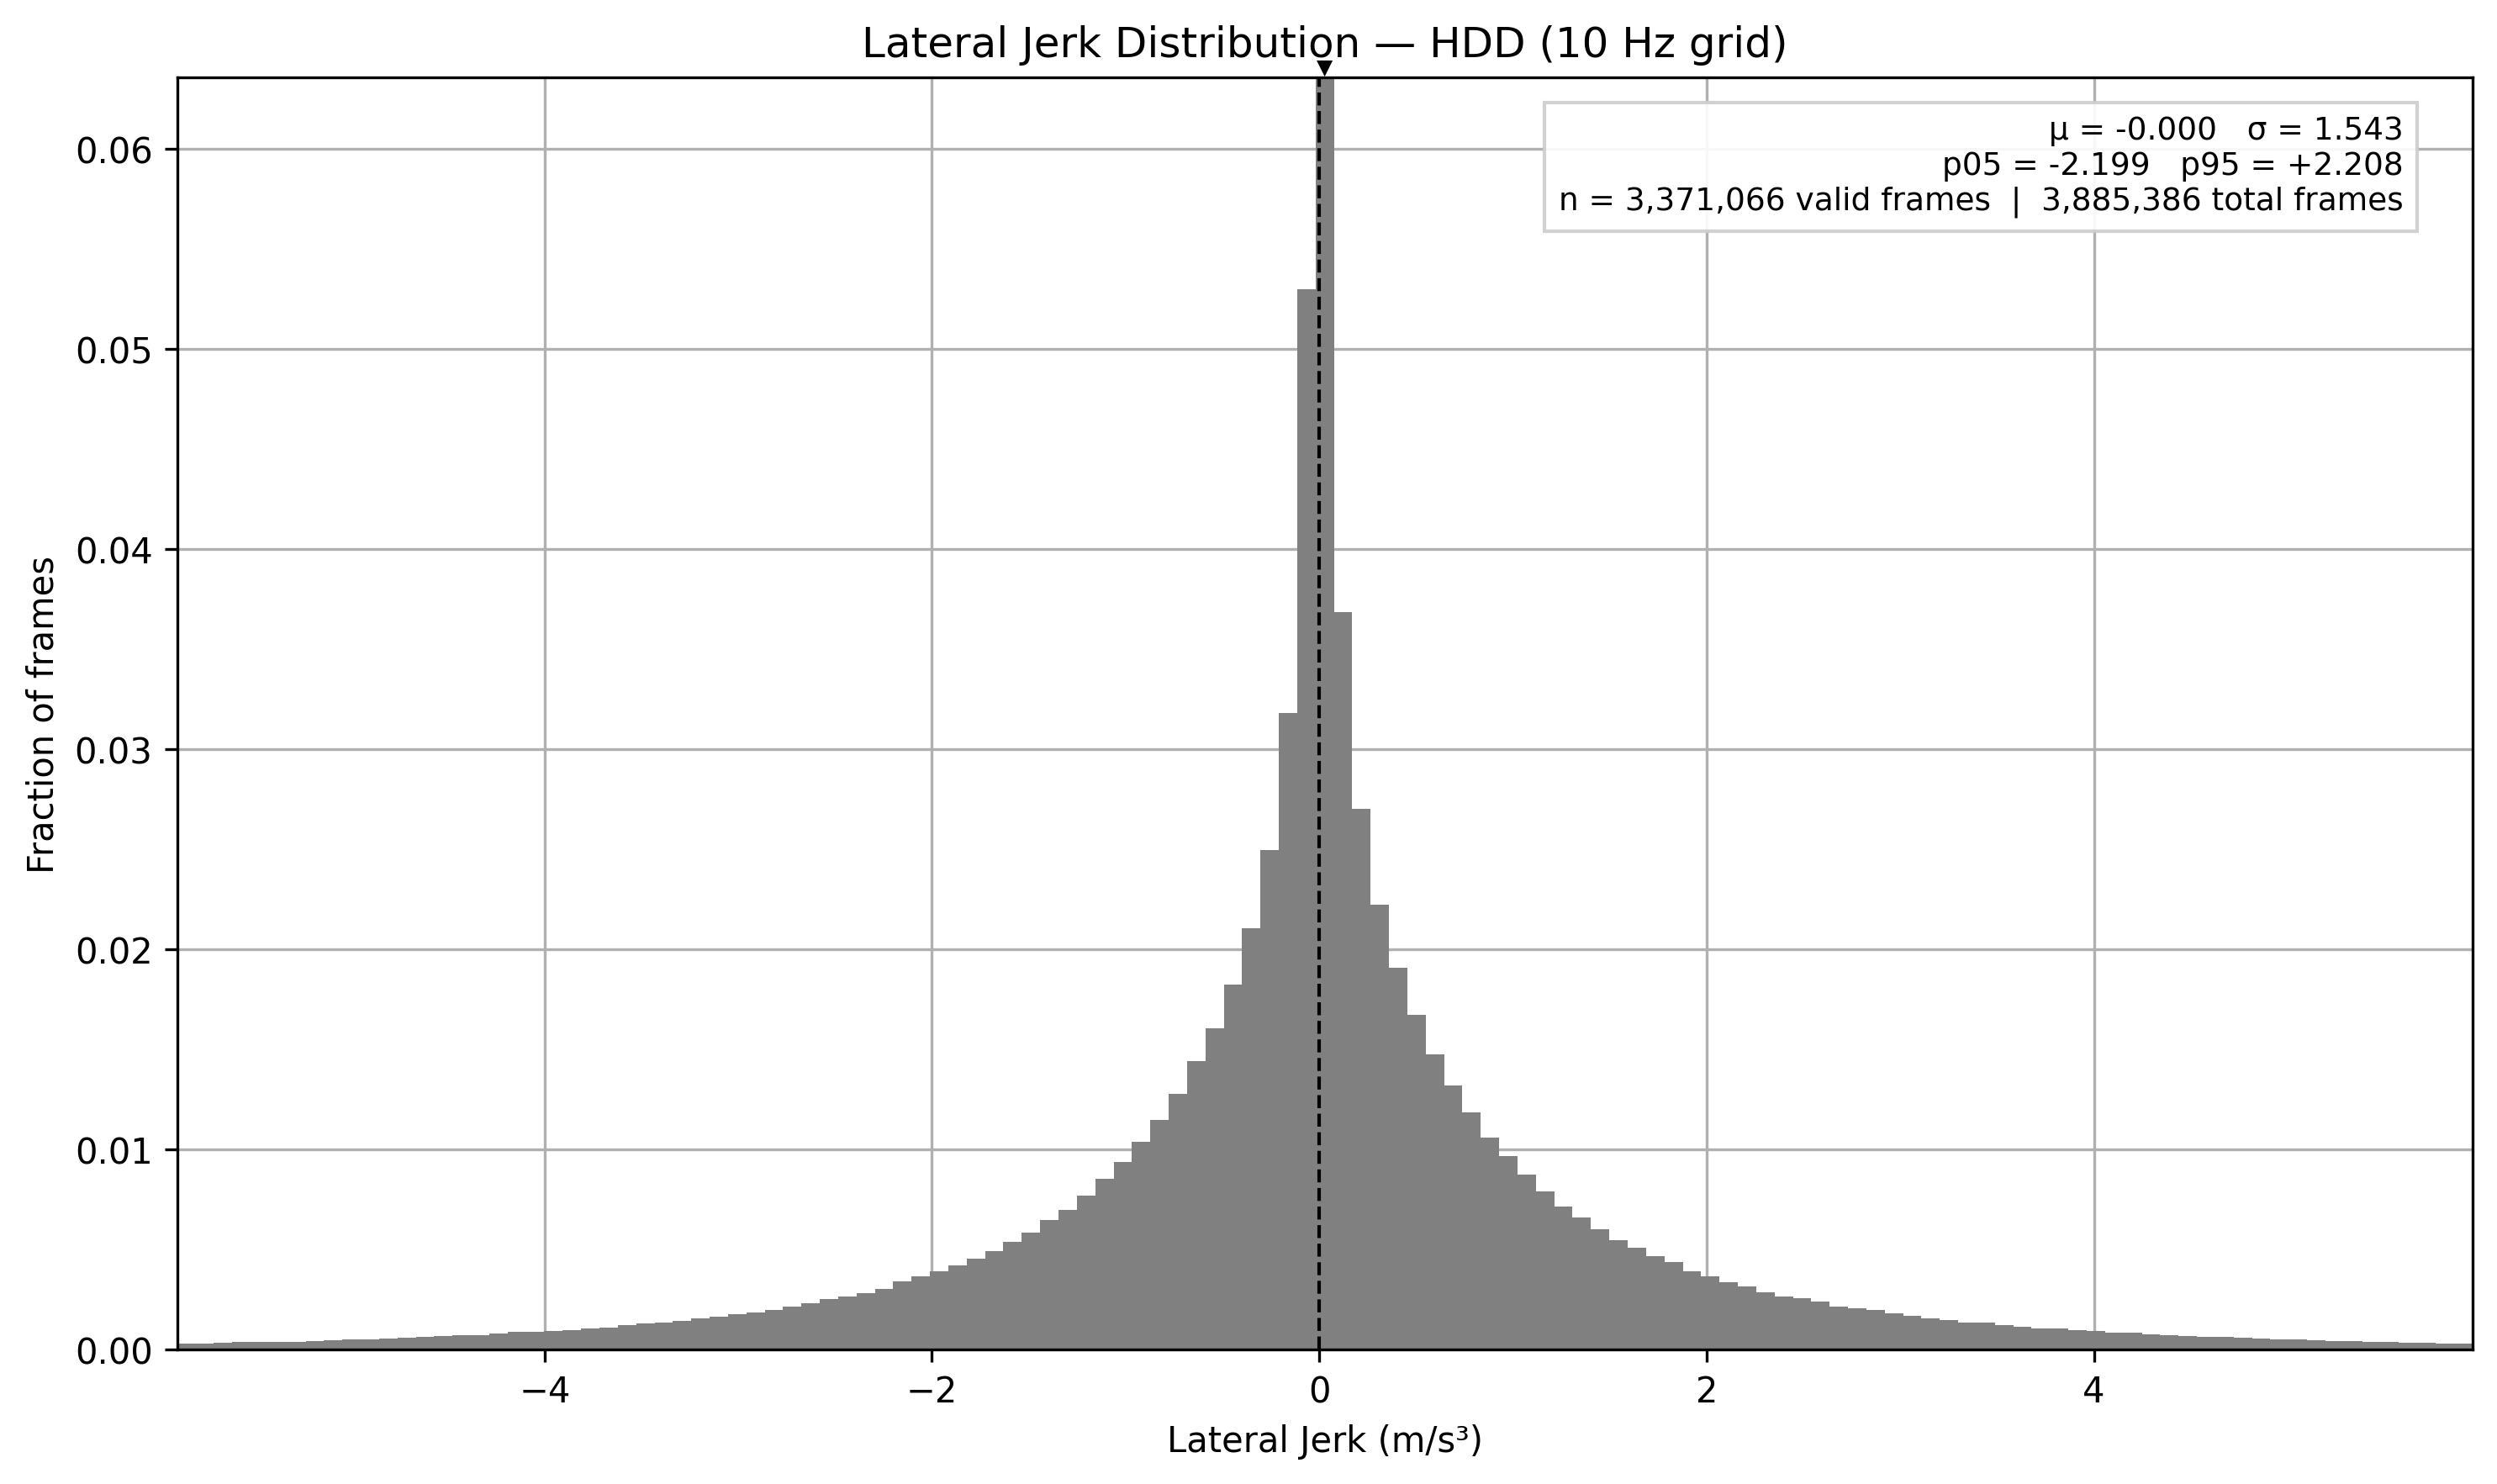 Lateral Jerk Distribution — HDD (10 Hz grid)
μ = -0.000   σ = 1.543
p05 = -2.199   p95 = +2.208
n = 3,371,066 valid frames  |  3,885,386 total frames
0.06
0.05
0.04
0.03
0.02
0.01
0.00
Fraction of frames
−4
−2
0
2
4
Lateral Jerk (m/s³)